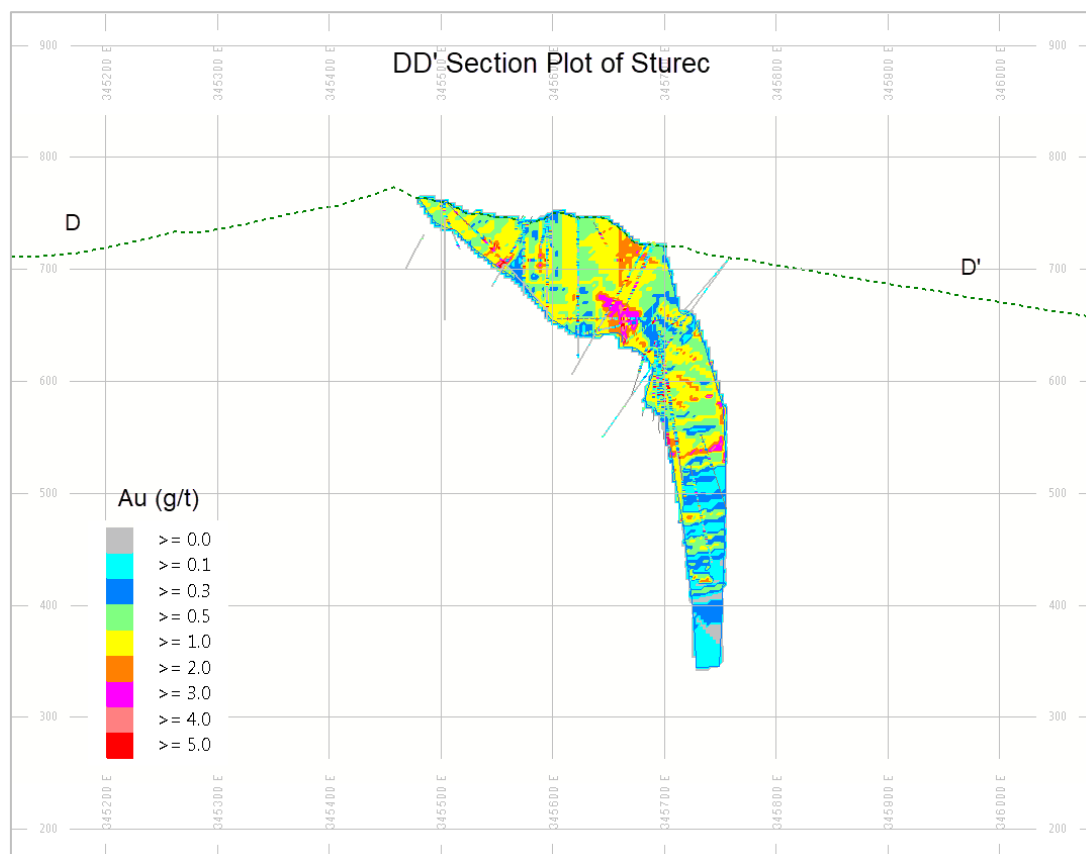 DD' Section Plot of Sturec
345200 E
345300 E
345400 E
345500 E
345600 E
345700 E
345800 E
345900 E
346000 E
900
900
800
800
D
700
700
D'
600
600
500
500
400
400
300
300
200
200
Au (g/t)
>= 0.0
>= 0.1
>= 0.3
>= 0.5
>= 1.0
>= 2.0
>= 3.0
>= 4.0
>= 5.0
345200 E
345300 E
345400 E
345500 E
345600 E
345700 E
345800 E
345900 E
346000 E